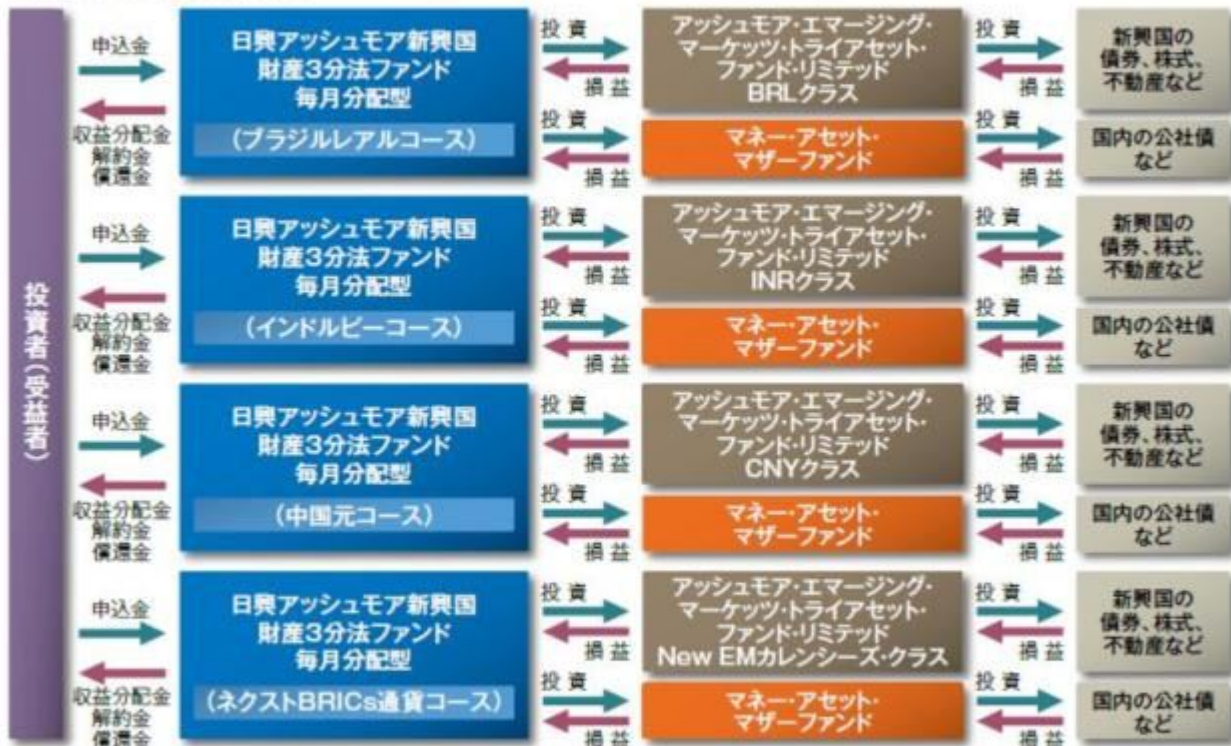 投資者(受益者)
申込金
収益分配金
解約金
償還金
日興アッシュモア新興国
財産3分法ファンド
毎月分配型
(ブラジルレアルコース)
投資
損益
アッシュモア・エマージング・
マーケッツ・トライアセット・
ファンド・リミテッド
BRLクラス
投資
損益
新興国の
債券、株式、
不動産など
投資
損益
マネー・アセット・
マザーファンド
投資
損益
国内の公社債
など
申込金
収益分配金
解約金
償還金
日興アッシュモア新興国
財産3分法ファンド
毎月分配型
(インドルピーコース)
投資
損益
アッシュモア・エマージング・
マーケッツ・トライアセット・
ファンド・リミテッド
INRクラス
投資
損益
新興国の
債券、株式、
不動産など
投資
損益
マネー・アセット・
マザーファンド
投資
損益
国内の公社債
など
申込金
収益分配金
解約金
償還金
日興アッシュモア新興国
財産3分法ファンド
毎月分配型
(中国元コース)
投資
損益
アッシュモア・エマージング・
マーケッツ・トライアセット・
ファンド・リミテッド
CNYクラス
投資
損益
新興国の
債券、株式、
不動産など
投資
損益
マネー・アセット・
マザーファンド
投資
損益
国内の公社債
など
申込金
収益分配金
解約金
償還金
日興アッシュモア新興国
財産3分法ファンド
毎月分配型
(ネクストBRICs通貨コース)
投資
損益
アッシュモア・エマージング・
マーケッツ・トライアセット・
ファンド・リミテッド
New EMカレンシーズ・クラス
投資
損益
新興国の
債券、株式、
不動産など
投資
損益
マネー・アセット・
マザーファンド
投資
損益
国内の公社債
など